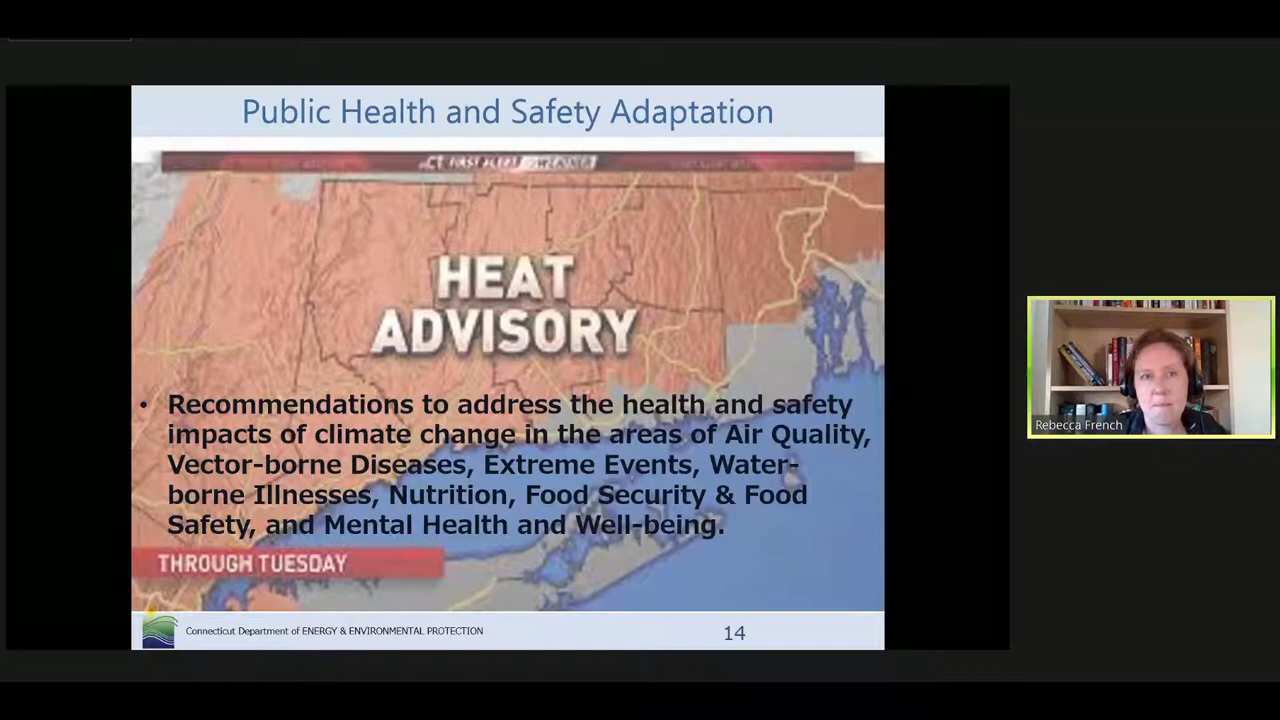 Public Health and Safety Adaptation
CT FIRST ALERT WEATHER
HEAT
ADVISORY
• Recommendations to address the health and safety
impacts of climate change in the areas of Air Quality,
Vector-borne Diseases, Extreme Events, Water-
borne Illnesses, Nutrition, Food Security & Food
Safety, and Mental Health and Well-being.
THROUGH TUESDAY
Connecticut Department of ENERGY & ENVIRONMENTAL PROTECTION
14
Rebecca French